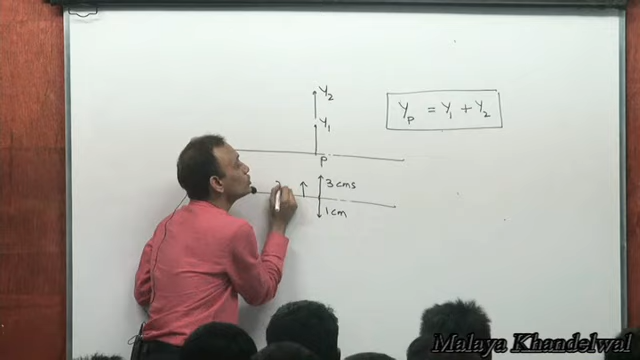 Y2
Y1
Yp = Y1 + Y2
P
3 cms
1 cm
Malaya Khandelwal